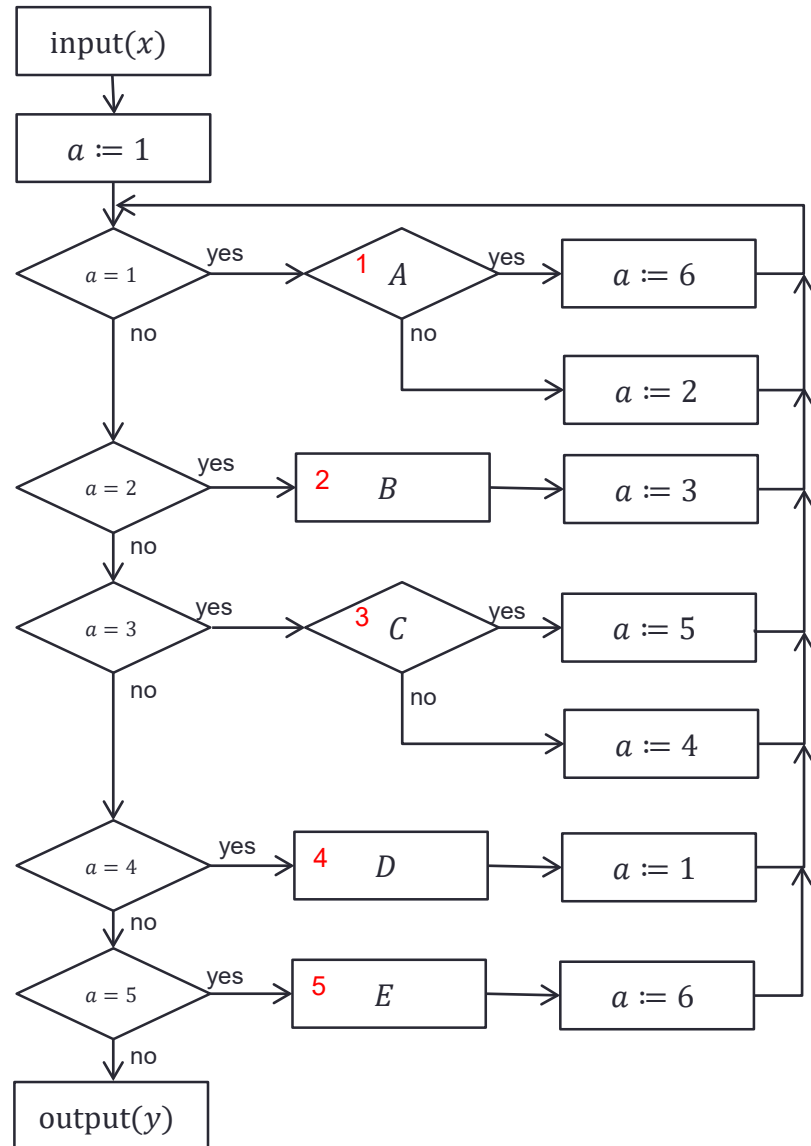 input(x)
a := 1
a = 1
yes
1 A
yes
a := 6
no
no
a := 2
a = 2
yes
2 B
a := 3
no
a = 3
yes
3 C
yes
a := 5
no
no
a := 4
a = 4
yes
4 D
a := 1
no
a = 5
yes
5 E
a := 6
no
output(y)